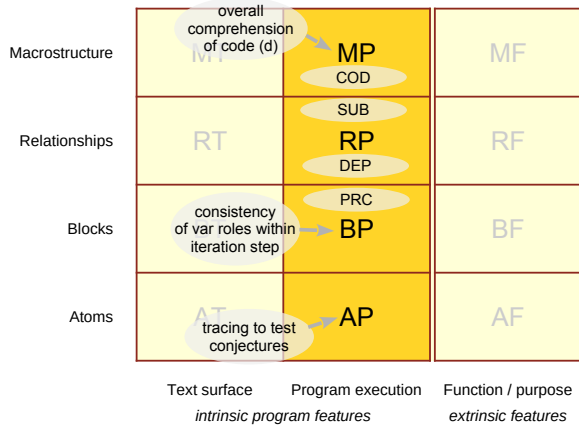 overall
comprehension
of code (d)
Macrostructure
MT
MP
MF
COD
SUB
Relationships
RT
RP
RF
DEP
PRC
consistency
of var roles within
iteration step
Blocks
BP
BF
Atoms
AT
AP
AF
tracing to test
conjectures
Text surface
Program execution
Function / purpose
intrinsic program features
extrinsic features